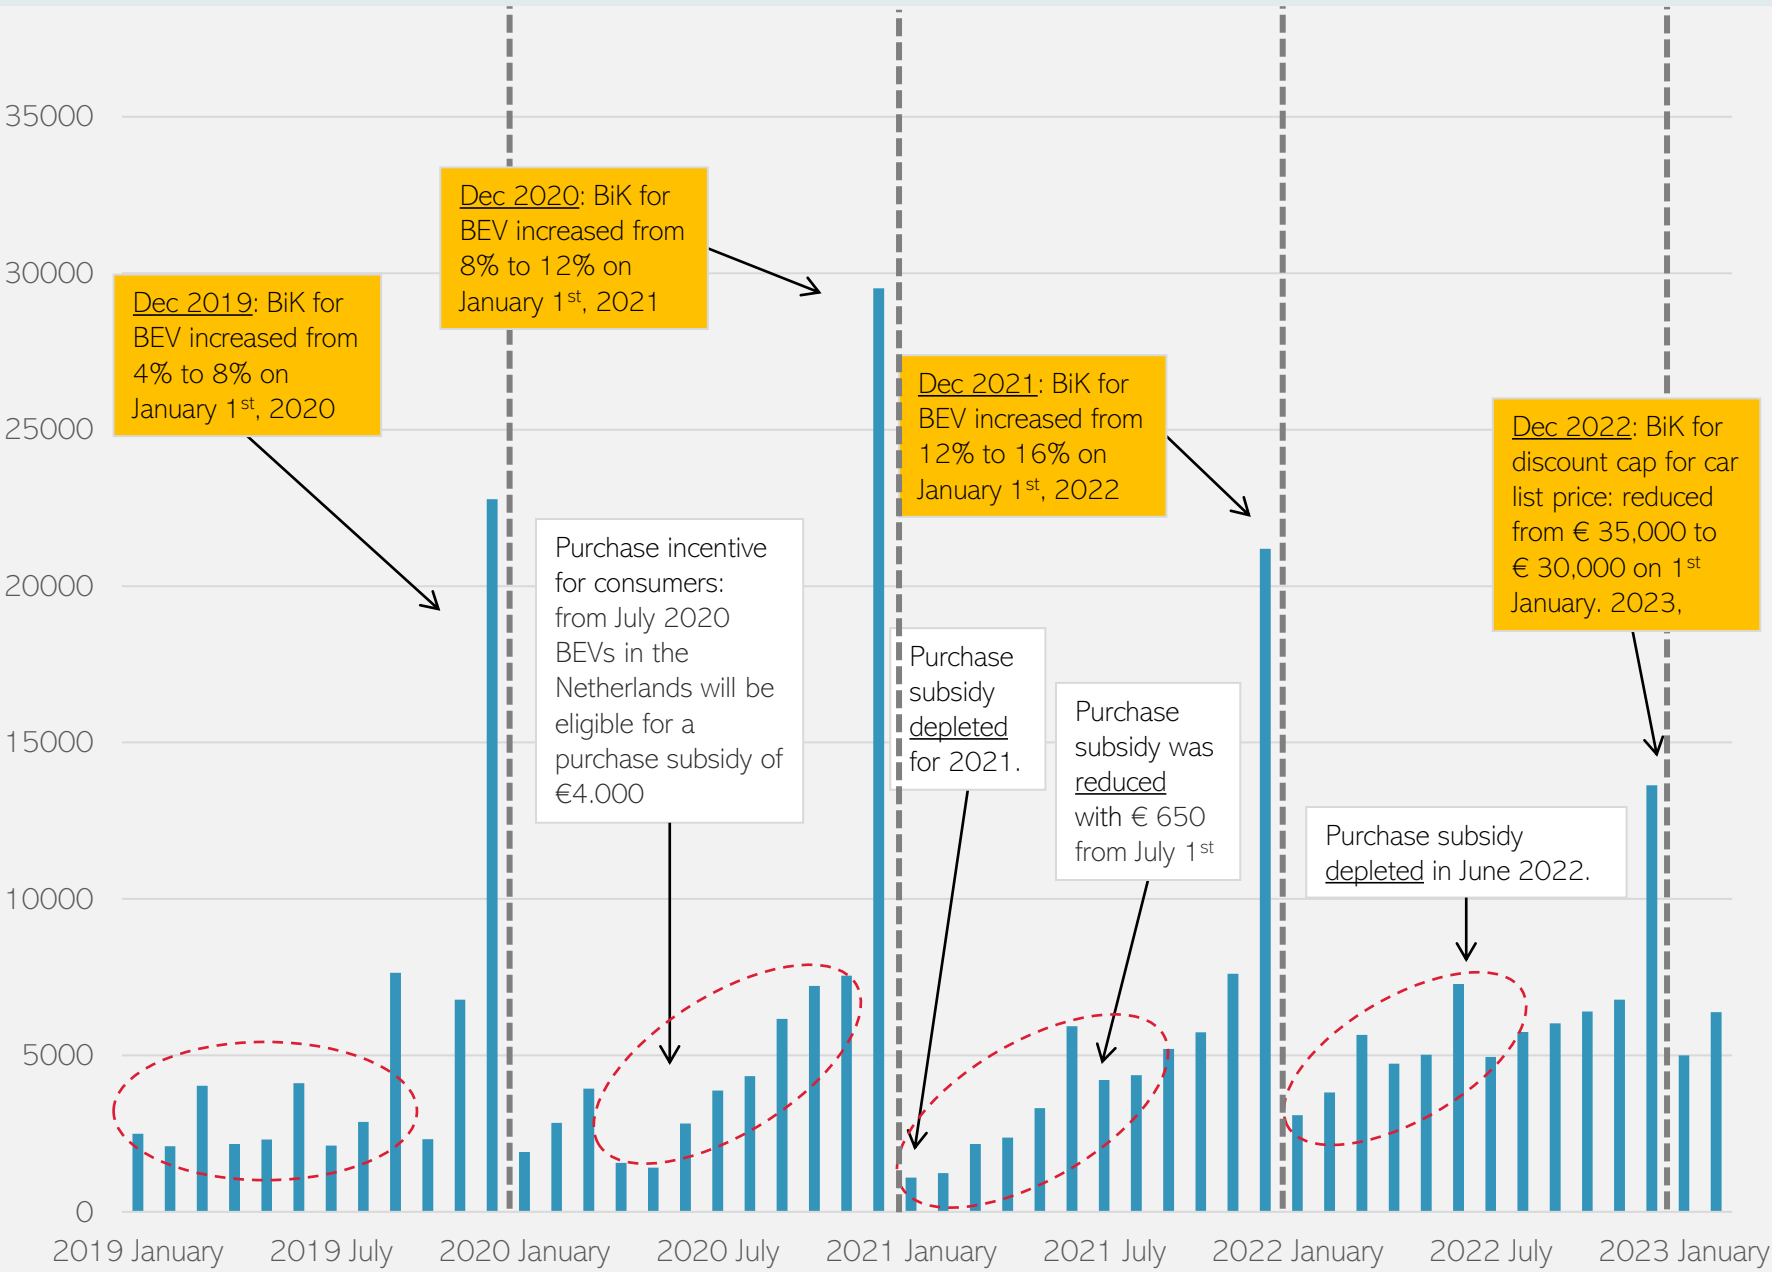 35000
30000
25000
20000
15000
10000
5000
0
Dec 2019: BiK for
BEV increased from
4% to 8% on
January 1st, 2020
Dec 2020: BiK for
BEV increased from
8% to 12% on
January 1st, 2021
Dec 2021: BiK for
BEV increased from
12% to 16% on
January 1st, 2022
Dec 2022: BiK for
discount cap for car
list price: reduced
from € 35,000 to
€ 30,000 on 1st
January. 2023,
Purchase incentive
for consumers:
from July 2020
BEVs in the
Netherlands will be
eligible for a
purchase subsidy of
€4.000
Purchase
subsidy
depleted
for 2021.
Purchase
subsidy was
reduced
with € 650
from July 1st
Purchase subsidy
depleted in June 2022.
2019 January
2019 July
2020 January
2020 July
2021 January
2021 July
2022 January
2022 July
2023 January